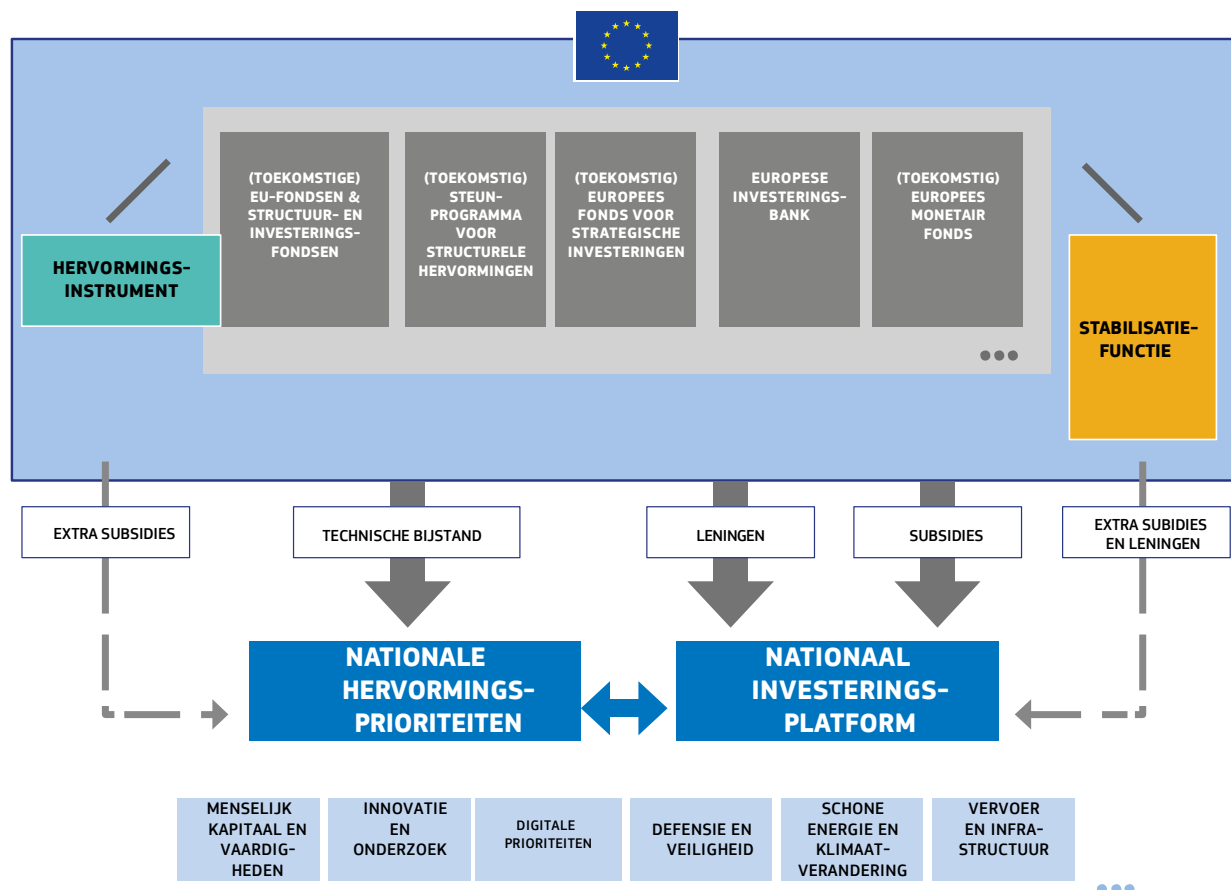 (TOEKOMSTIGE)
EU-FONDSEN &
STRUCTUUR- EN
INVESTERINGS-
FONDSEN
(TOEKOMSTIG)
STEUN-
PROGRAMMA
VOOR
STRUCTURELE
HERVORMINGEN
(TOEKOMSTIG)
EUROPEES
FONDS VOOR
STRATEGISCHE
INVESTERINGEN
EUROPESE
INVESTERINGS-
BANK
(TOEKOMSTIG)
EUROPEES
MONETAIR
FONDS
HERVORMINGS-
INSTRUMENT
STABILISATIE-
FUNCTIE
EXTRA SUBSIDIES
TECHNISCHE BIJSTAND
LENINGEN
SUBSIDIES
EXTRA SUBIDIES
EN LENINGEN
NATIONALE
HERVORMINGS-
PRIORITEITEN
NATIONAAL
INVESTERINGS-
PLATFORM
MENSELIJK
KAPITAAL EN
VAARDIG-
HEDEN
INNOVATIE
EN
ONDERZOEK
DIGITALE
PRIORITEITEN
DEFENSIE EN
VEILIGHEID
SCHONE
ENERGIE EN
KLIMAAT-
VERANDERING
VERVOER
EN INFRA-
STRUCTUUR